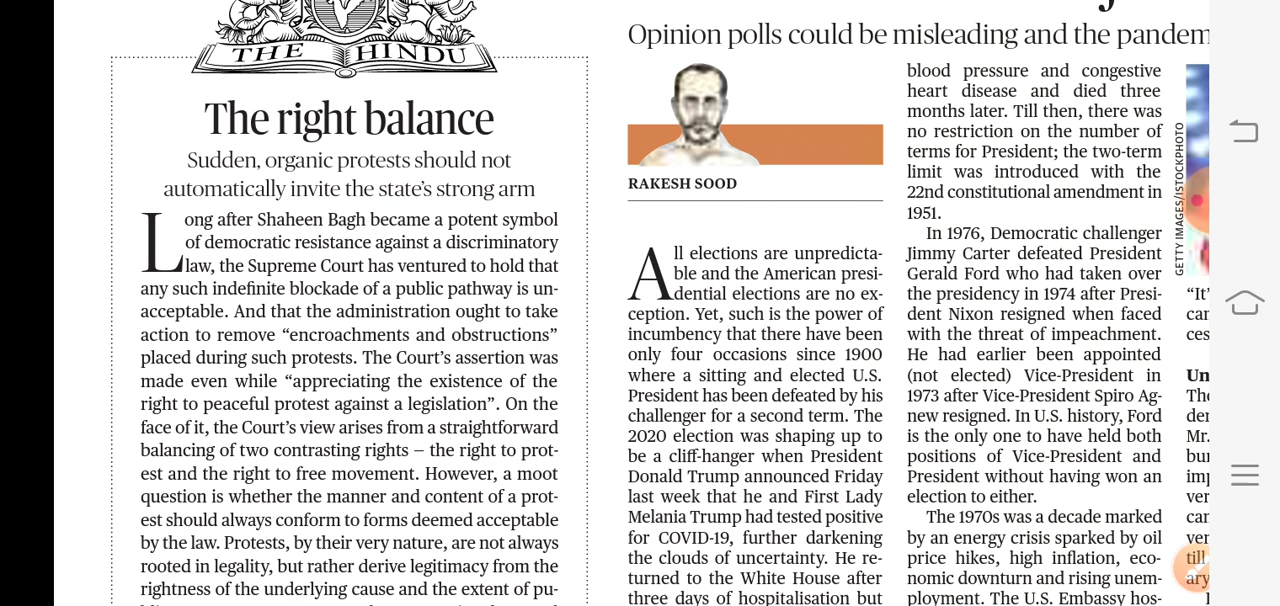 THE HINDU
The right balance
Sudden, organic protests should not
automatically invite the state's strong arm
Long after Shaheen Bagh became a potent symbol
of democratic resistance against a discriminatory
law, the Supreme Court has ventured to hold that
any such indefinite blockade of a public pathway is un-
acceptable. And that the administration ought to take
action to remove “encroachments and obstructions”
placed during such protests. The Court's assertion was
made even while “appreciating the existence of the
right to peaceful protest against a legislation”. On the
face of it, the Court's view arises from a straightforward
balancing of two contrasting rights – the right to prot-
est and the right to free movement. However, a moot
question is whether the manner and content of a prot-
est should always conform to forms deemed acceptable
by the law. Protests, by their very nature, are not always
rooted in legality, but rather derive legitimacy from the
rightness of the underlying cause and the extent of pu-
Opinion polls could be misleading and the pandem
RAKESH SOOD
All elections are unpredicta-
ble and the American presi-
dential elections are no ex-
ception. Yet, such is the power of
incumbency that there have been
only four occasions since 1900
where a sitting and elected U.S.
President has been defeated by his
challenger for a second term. The
2020 election was shaping up to
be a cliff-hanger when President
Donald Trump announced Friday
last week that he and First Lady
Melania Trump had tested positive
for COVID-19, further darkening
the clouds of uncertainty. He re-
turned to the White House after
three days of hospitalisation but
blood pressure and congestive
heart disease and died three
months later. Till then, there was
no restriction on the number of
terms for President; the two-term
limit was introduced with the
22nd constitutional amendment in
1951.
In 1976, Democratic challenger
Jimmy Carter defeated President
Gerald Ford who had taken over
the presidency in 1974 after Presi-
dent Nixon resigned when faced
with the threat of impeachment.
He had earlier been appointed
(not elected) Vice-President in
1973 after Vice-President Spiro Ag-
new resigned. In U.S. history, Ford
is the only one to have held both
positions of Vice-President and
President without having won an
election to either.
The 1970s was a decade marked
by an energy crisis sparked by oil
price hikes, high inflation, eco-
nomic downturn and rising unem-
ployment. The U.S. Embassy hos-
GETTY IMAGES/ISTOCKPHOTO
“It'
can
ces
Un
The
der
Mr.
bur
imp
ver
can
ver
till
ary